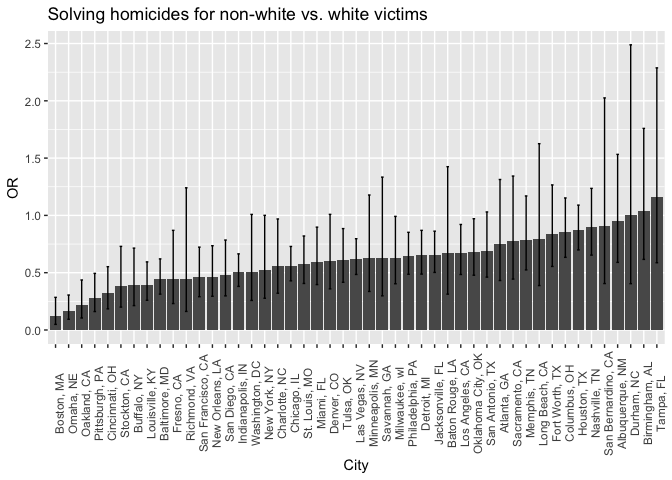 Solving homicides for non-white vs. white victims
2.5
2.0
1.5
1.0
0.5
0.0
OR
Boston, MA
Omaha, NE
Oakland, CA
Pittsburgh, PA
Cincinnati, OH
Stockton, CA
Buffalo, NY
Louisville, KY
Baltimore, MD
Fresno, CA
Richmond, VA
San Francisco, CA
New Orleans, LA
San Diego, CA
Indianapolis, IN
Washington, DC
New York, NY
Charlotte, NC
Chicago, IL
St. Louis, MO
Miami, FL
Denver, CO
Tulsa, OK
Las Vegas, NV
Minneapolis, MN
Savannah, GA
Milwaukee, wI
Philadelphia, PA
Detroit, MI
Jacksonville, FL
Baton Rouge, LA
Los Angeles, CA
Oklahoma City, OK
San Antonio, TX
Atlanta, GA
Sacramento, CA
Memphis, TN
Long Beach, CA
Fort Worth, TX
Columbus, OH
Houston, TX
Nashville, TN
San Bernardino, CA
Albuquerque, NM
Durham, NC
Birmingham, AL
Tampa, FL
City